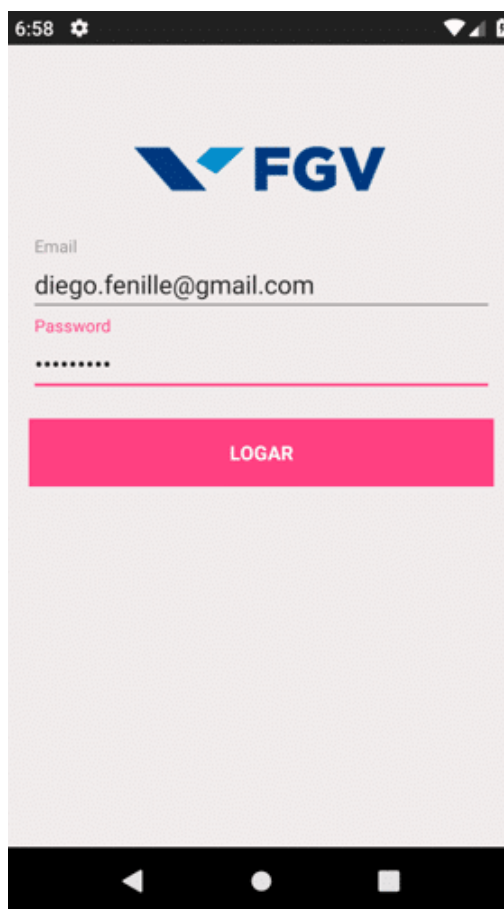 6:58
FGV
Email
diego.fenille@gmail.com
Password
•••••••••
LOGAR